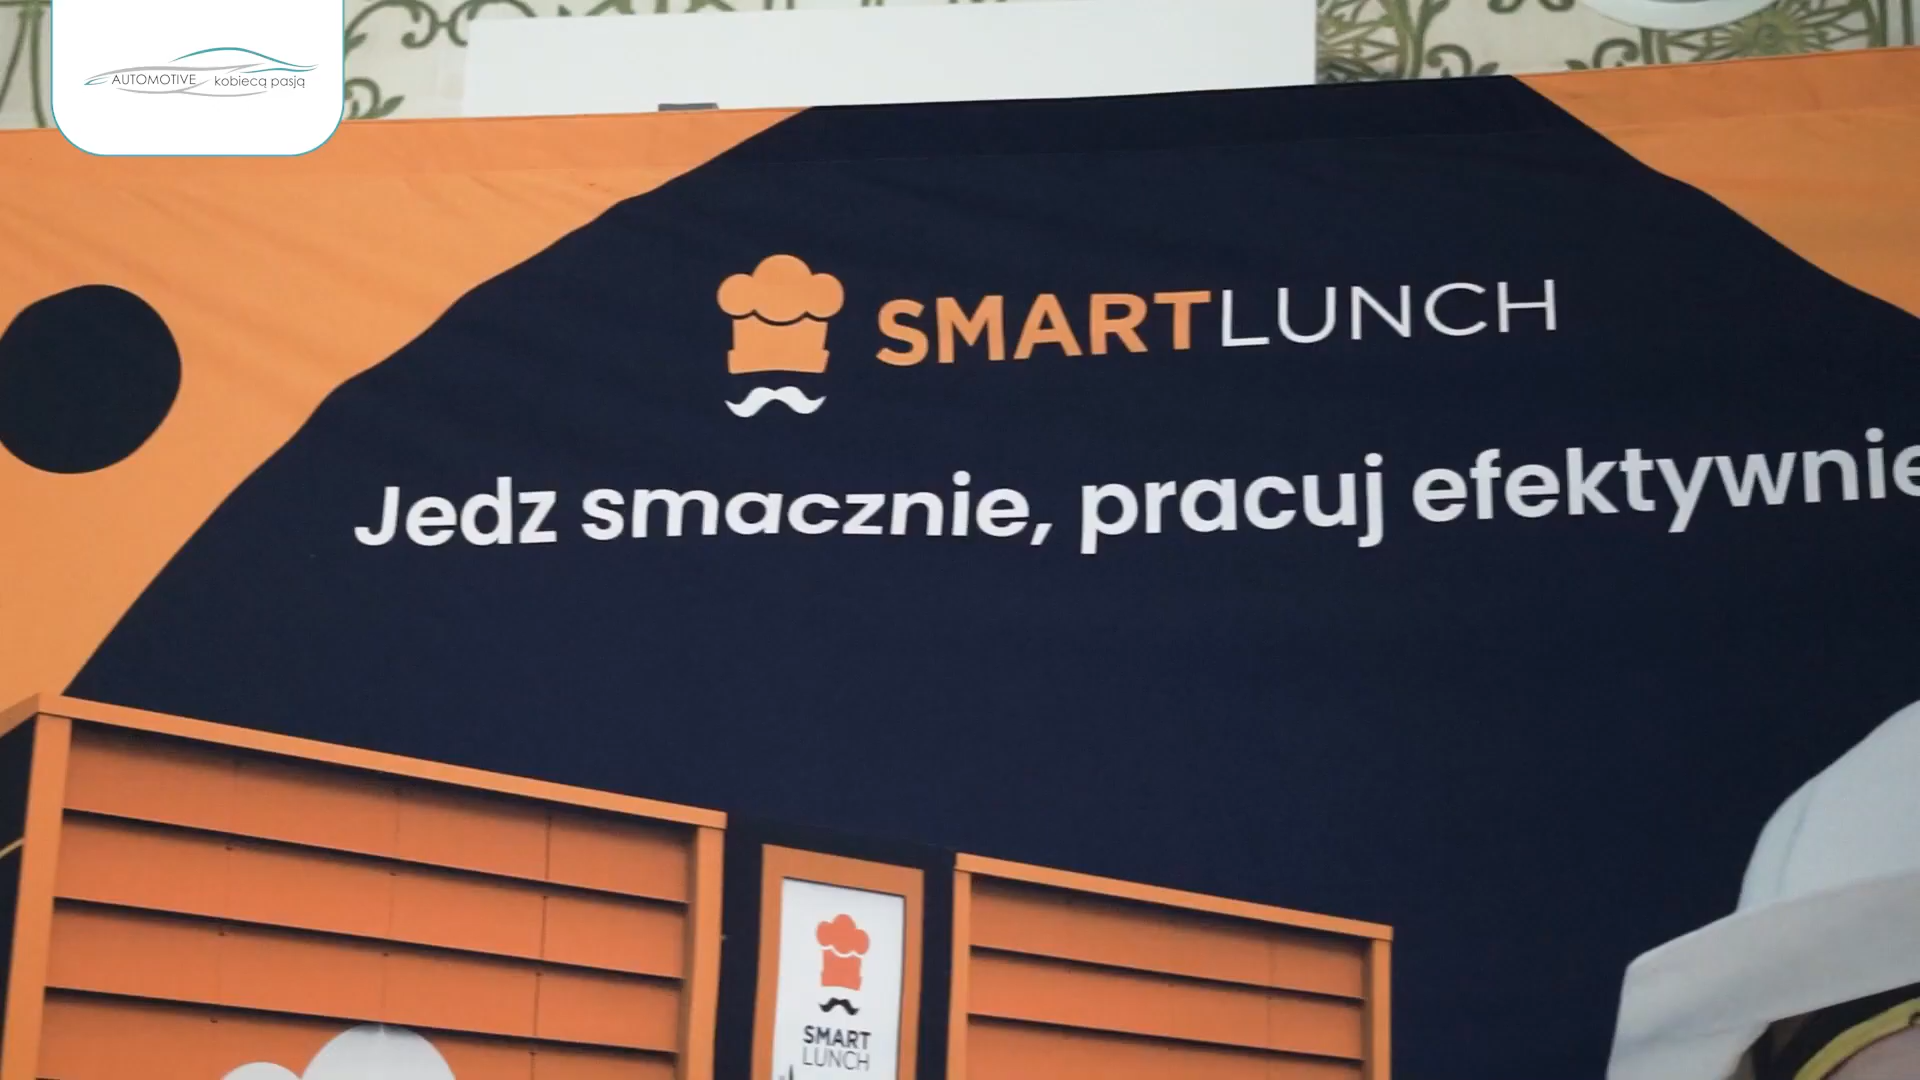 AUTOMOTIVE kobiecą pasją
SMARTLUNCH
Jedz smacznie, pracuj efektywnie
SMART
LUNCH